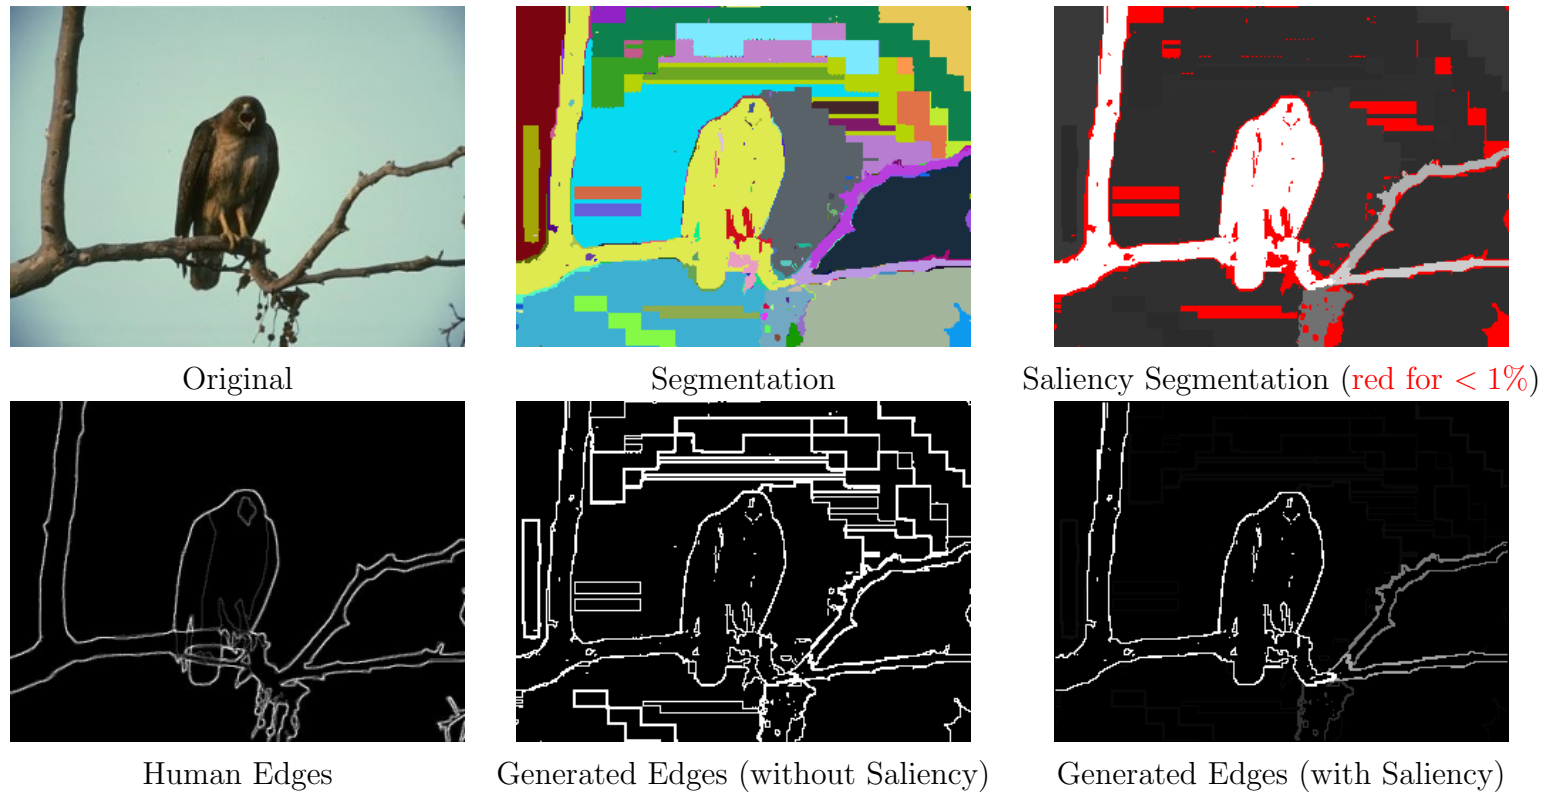 Original
Segmentation
Saliency Segmentation (red for < 1%)
Human Edges
Generated Edges (without Saliency)
Generated Edges (with Saliency)